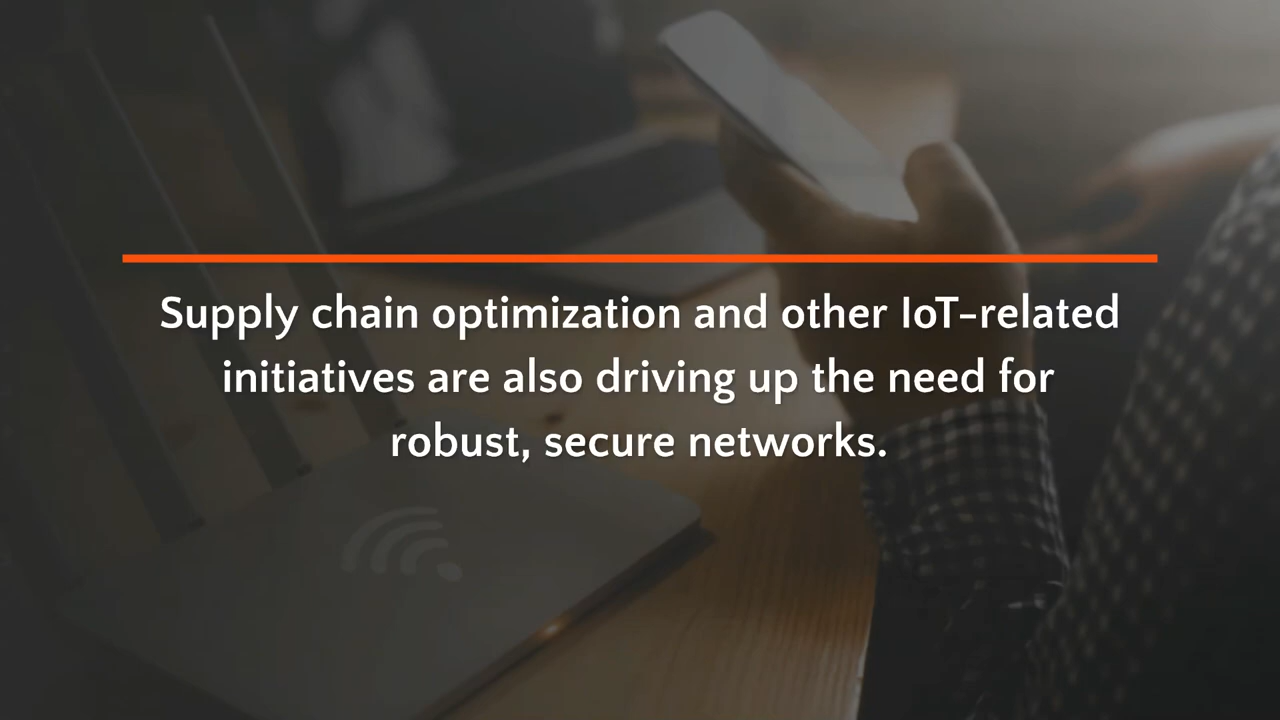 Supply chain optimization and other IoT-related
initiatives are also driving up the need for
robust, secure networks.